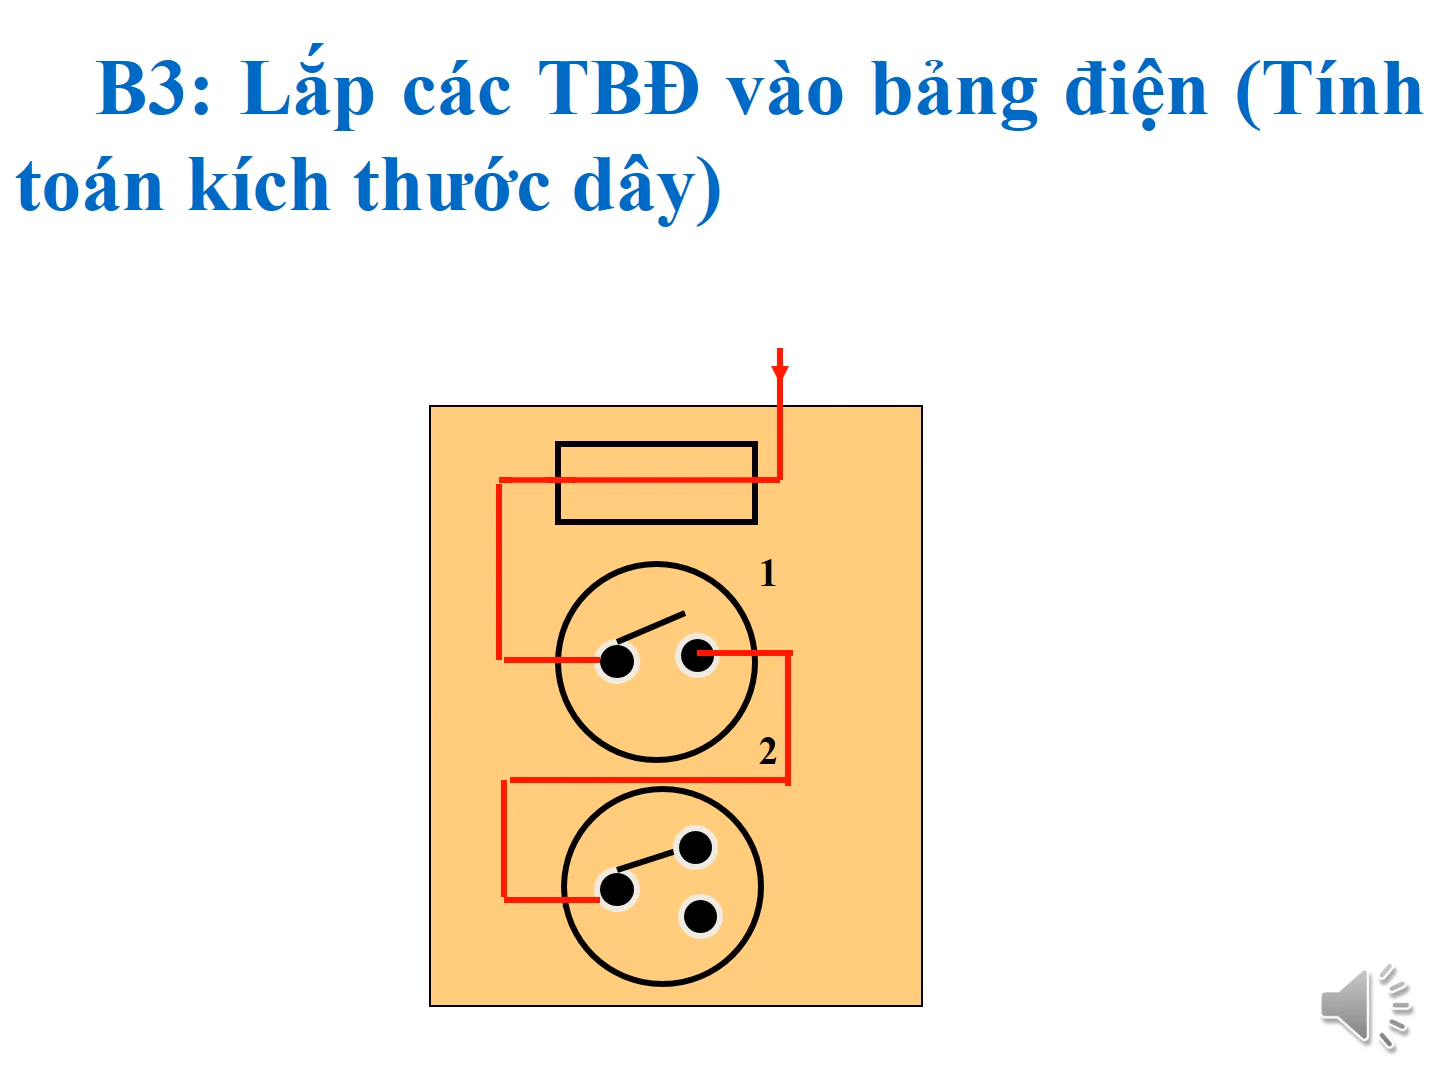 B3: Lắp các TBĐ vào bảng điện (Tính
toán kích thước dây)
1
2